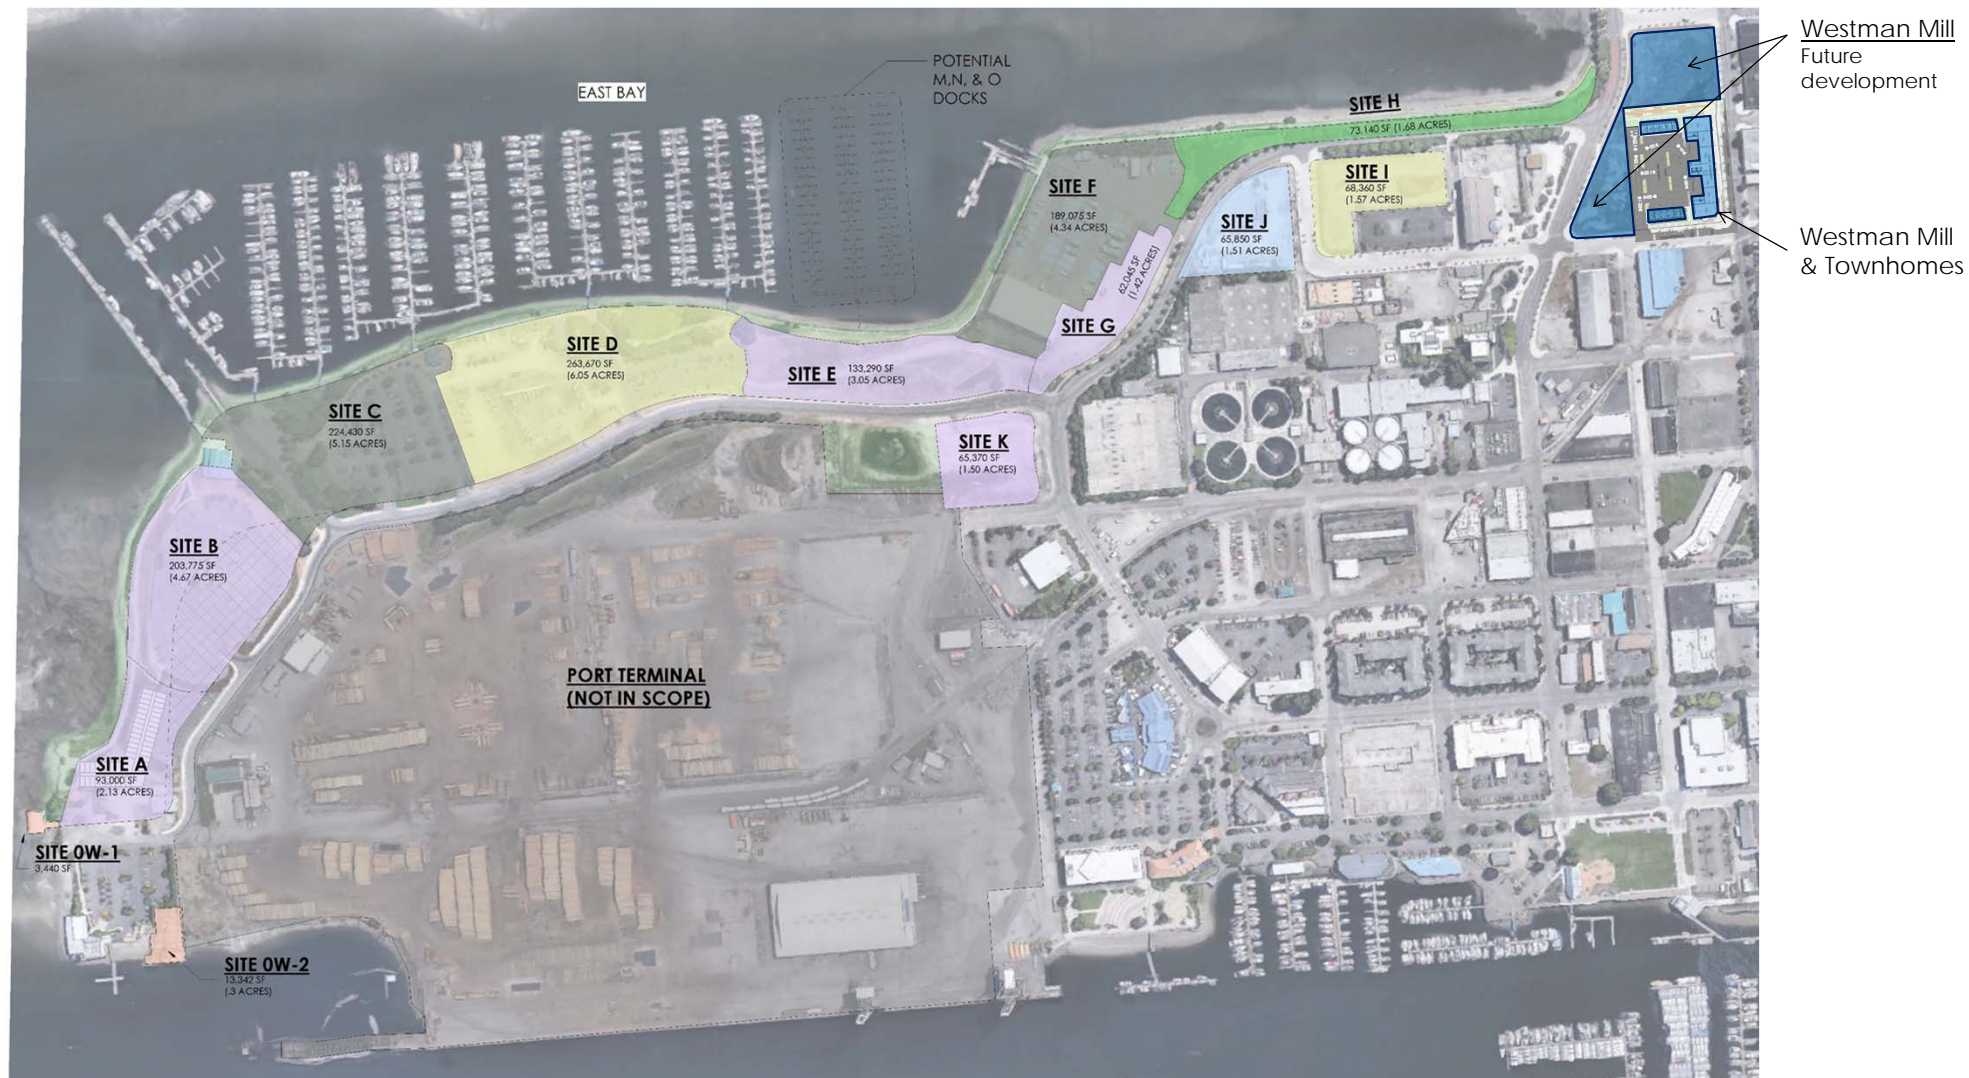 Westman Mill
Future
development
POTENTIAL
M,N, & O
DOCKS
EAST BAY
SITE H
73,140 SF (1.68 ACRES)
SITE I
68,360 SF
(1.57 ACRES)
SITE F
189,075 SF
(4.34 ACRES)
SITE J
65,850 SF
(1.51 ACRES)
Westman Mill
& Townhomes
62,045 SF
(1.42 ACRES)
SITE G
SITE D
263,670 SF
(6.05 ACRES)
SITE E
133,290 SF
(3.05 ACRES)
SITE C
224,430 SF
(5.15 ACRES)
SITE K
65,370 SF
(1.50 ACRES)
SITE B
203,775 SF
(4.67 ACRES)
PORT TERMINAL
(NOT IN SCOPE)
SITE A
93,000 SF
(2.13 ACRES)
SITE OW-1
3,440 SF
SITE OW-2
13,342 SF
(.3 ACRES)